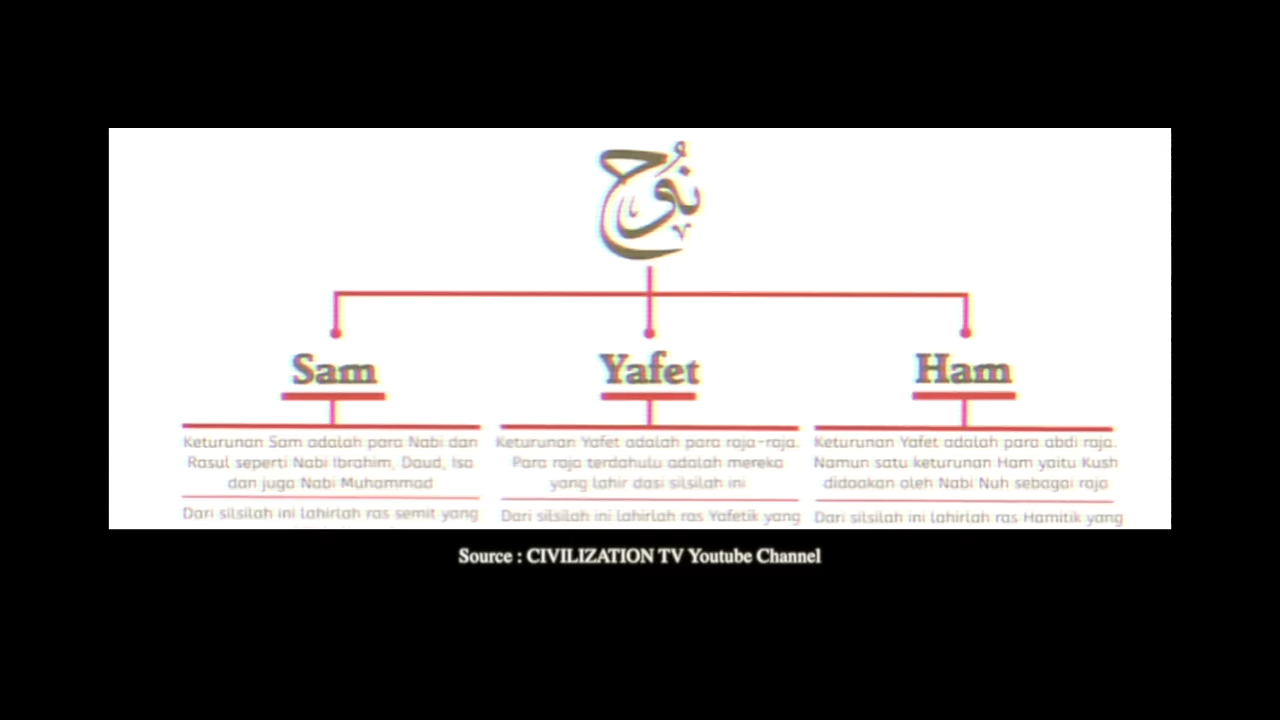 نُوح
Sam
Yafet
Ham
Keturunan Sam adalah para Nabi dan
Rasul seperti Nabi Ibrahim, Daud, Isa
dan juga Nabi Muhammad
Dari silsilah ini lahirlah ras semit yang
Keturunan Yafet adalah para raja-raja.
Para raja terdahulu adalah mereka
yang lahir dasi silsilah ini
Dari silsilah ini lahirlah ras Yafetik yang
Keturunan Yafet adalah para abdi raja.
Namun satu keturunan Ham yaitu Kush
didoakan oleh Nabi Nuh sebagai raja
Dari silsilah ini lahirlah ras Hamitik yang
Source : CIVILIZATION TV Youtube Channel